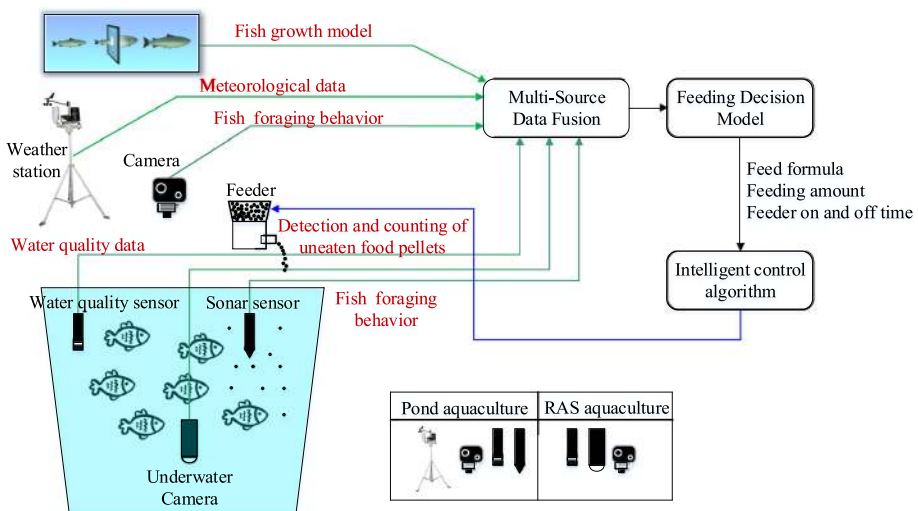 Fish growth model
Meteorological data
Fish foraging behavior
Multi-Source
Data Fusion
Feeding Decision
Model
Weather
station
Camera
Feeder
Feed formula
Feeding amount
Feeder on and off time
Water quality data
Detection and counting of
uneaten food pellets
Intelligent control
algorithm
Water quality sensor
Sonar sensor
Fish foraging
behavior
Underwater
Camera
Pond aquaculture
RAS aquaculture